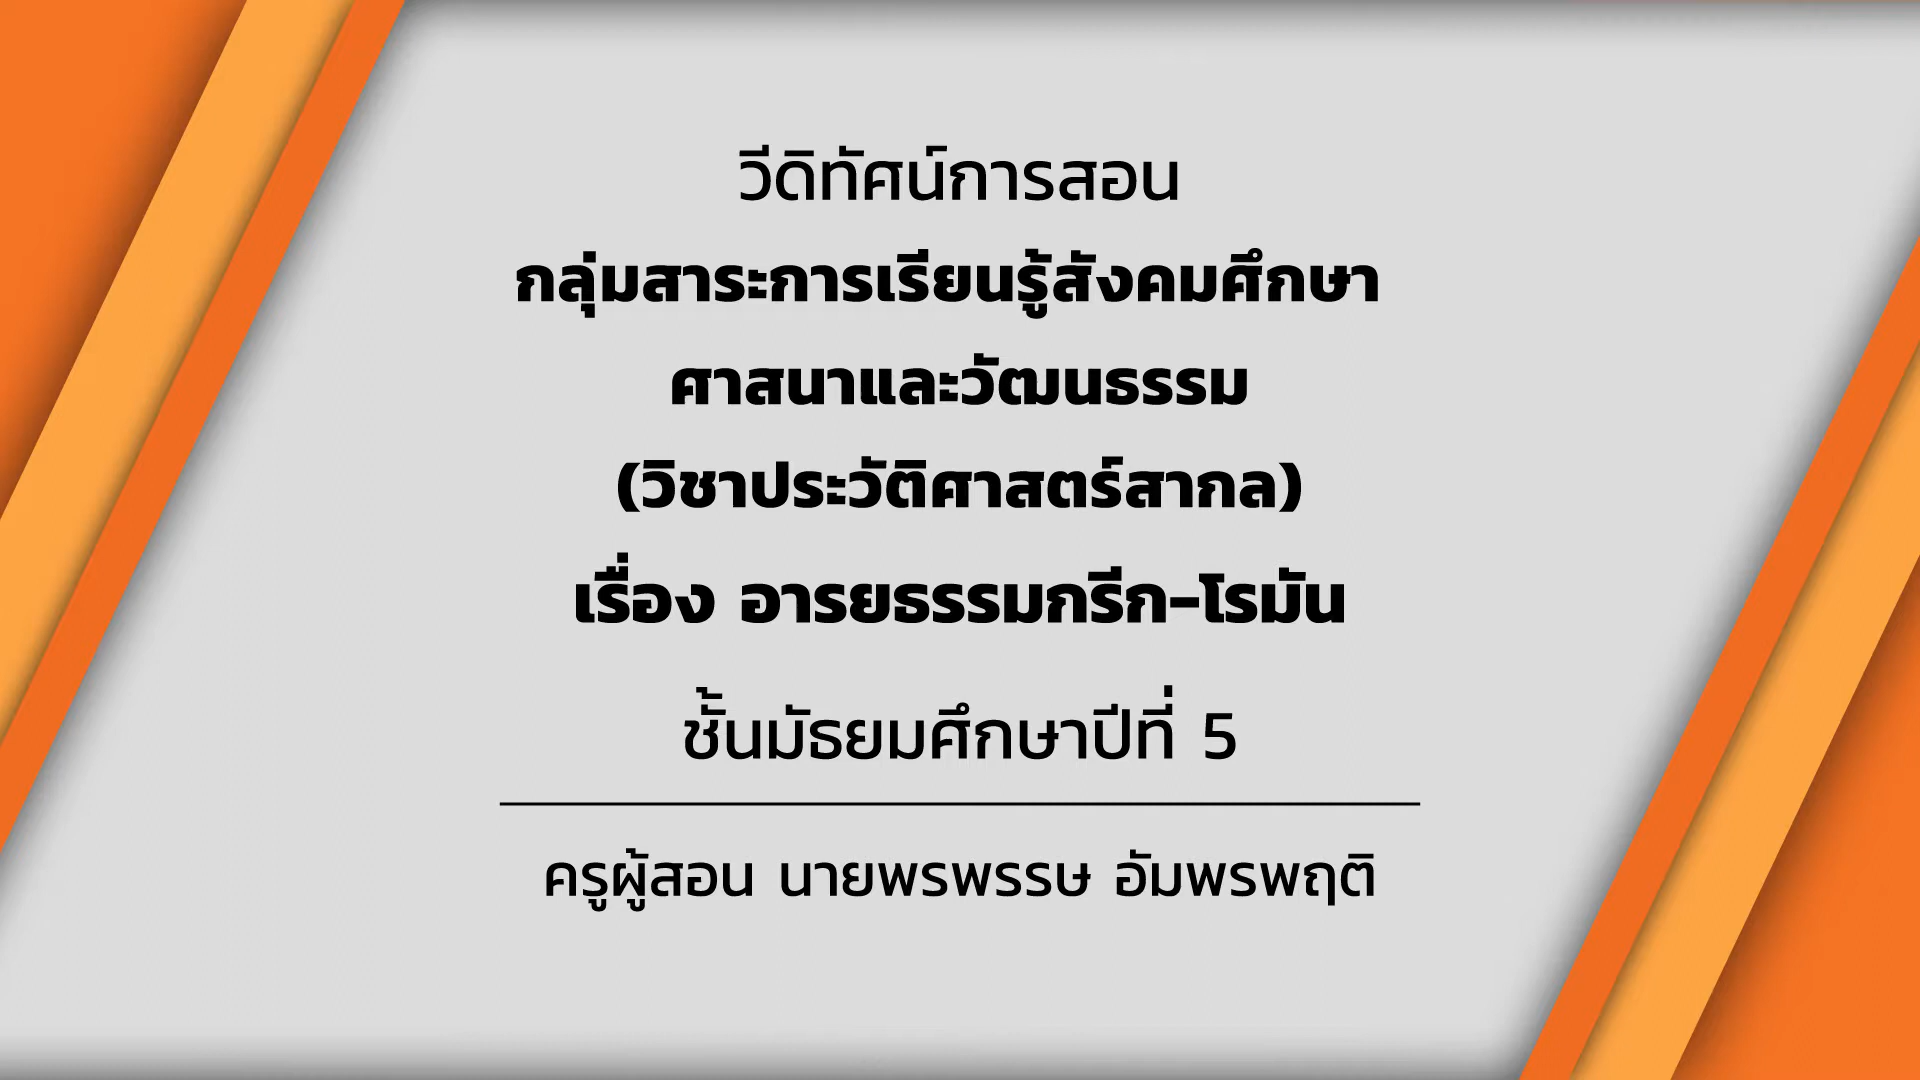 วีดิทัศน์การสอน
กลุ่มสาระการเรียนรู้สังคมศึกษา
ศาสนาและวัฒนธรรม
(วิชาประวัติศาสตร์สากล)
เรื่อง อารยธรรมกรีก-โรมัน
ชั้นมัธยมศึกษาปีที่ 5
ครูผู้สอน นายพรพรรษ อัมพรพฤติ